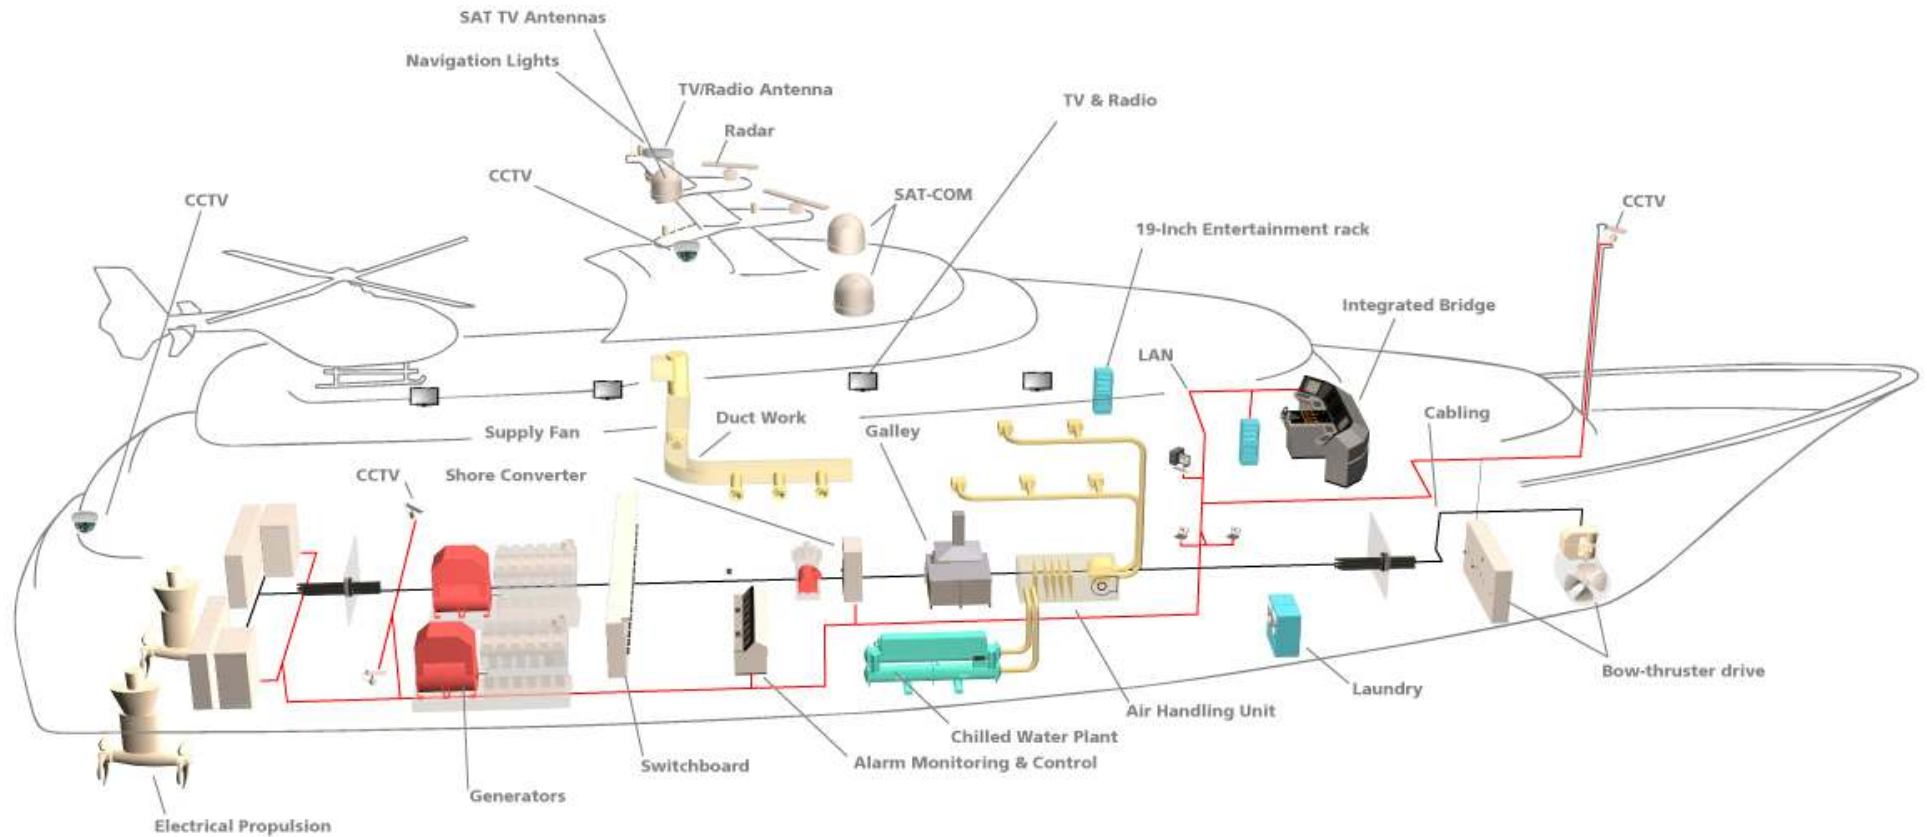 SAT TV Antennas
Navigation Lights
TV/Radio Antenna
TV & Radio
Radar
CCTV
SAT-COM
CCTV
CCTV
19-Inch Entertainment rack
Integrated Bridge
LAN
Cabling
Duct Work
Supply Fan
Galley
CCTV
Shore Converter
Bow-thruster drive
Laundry
Air Handling Unit
Chilled Water Plant
Alarm Monitoring & Control
Switchboard
Generators
Electrical Propulsion